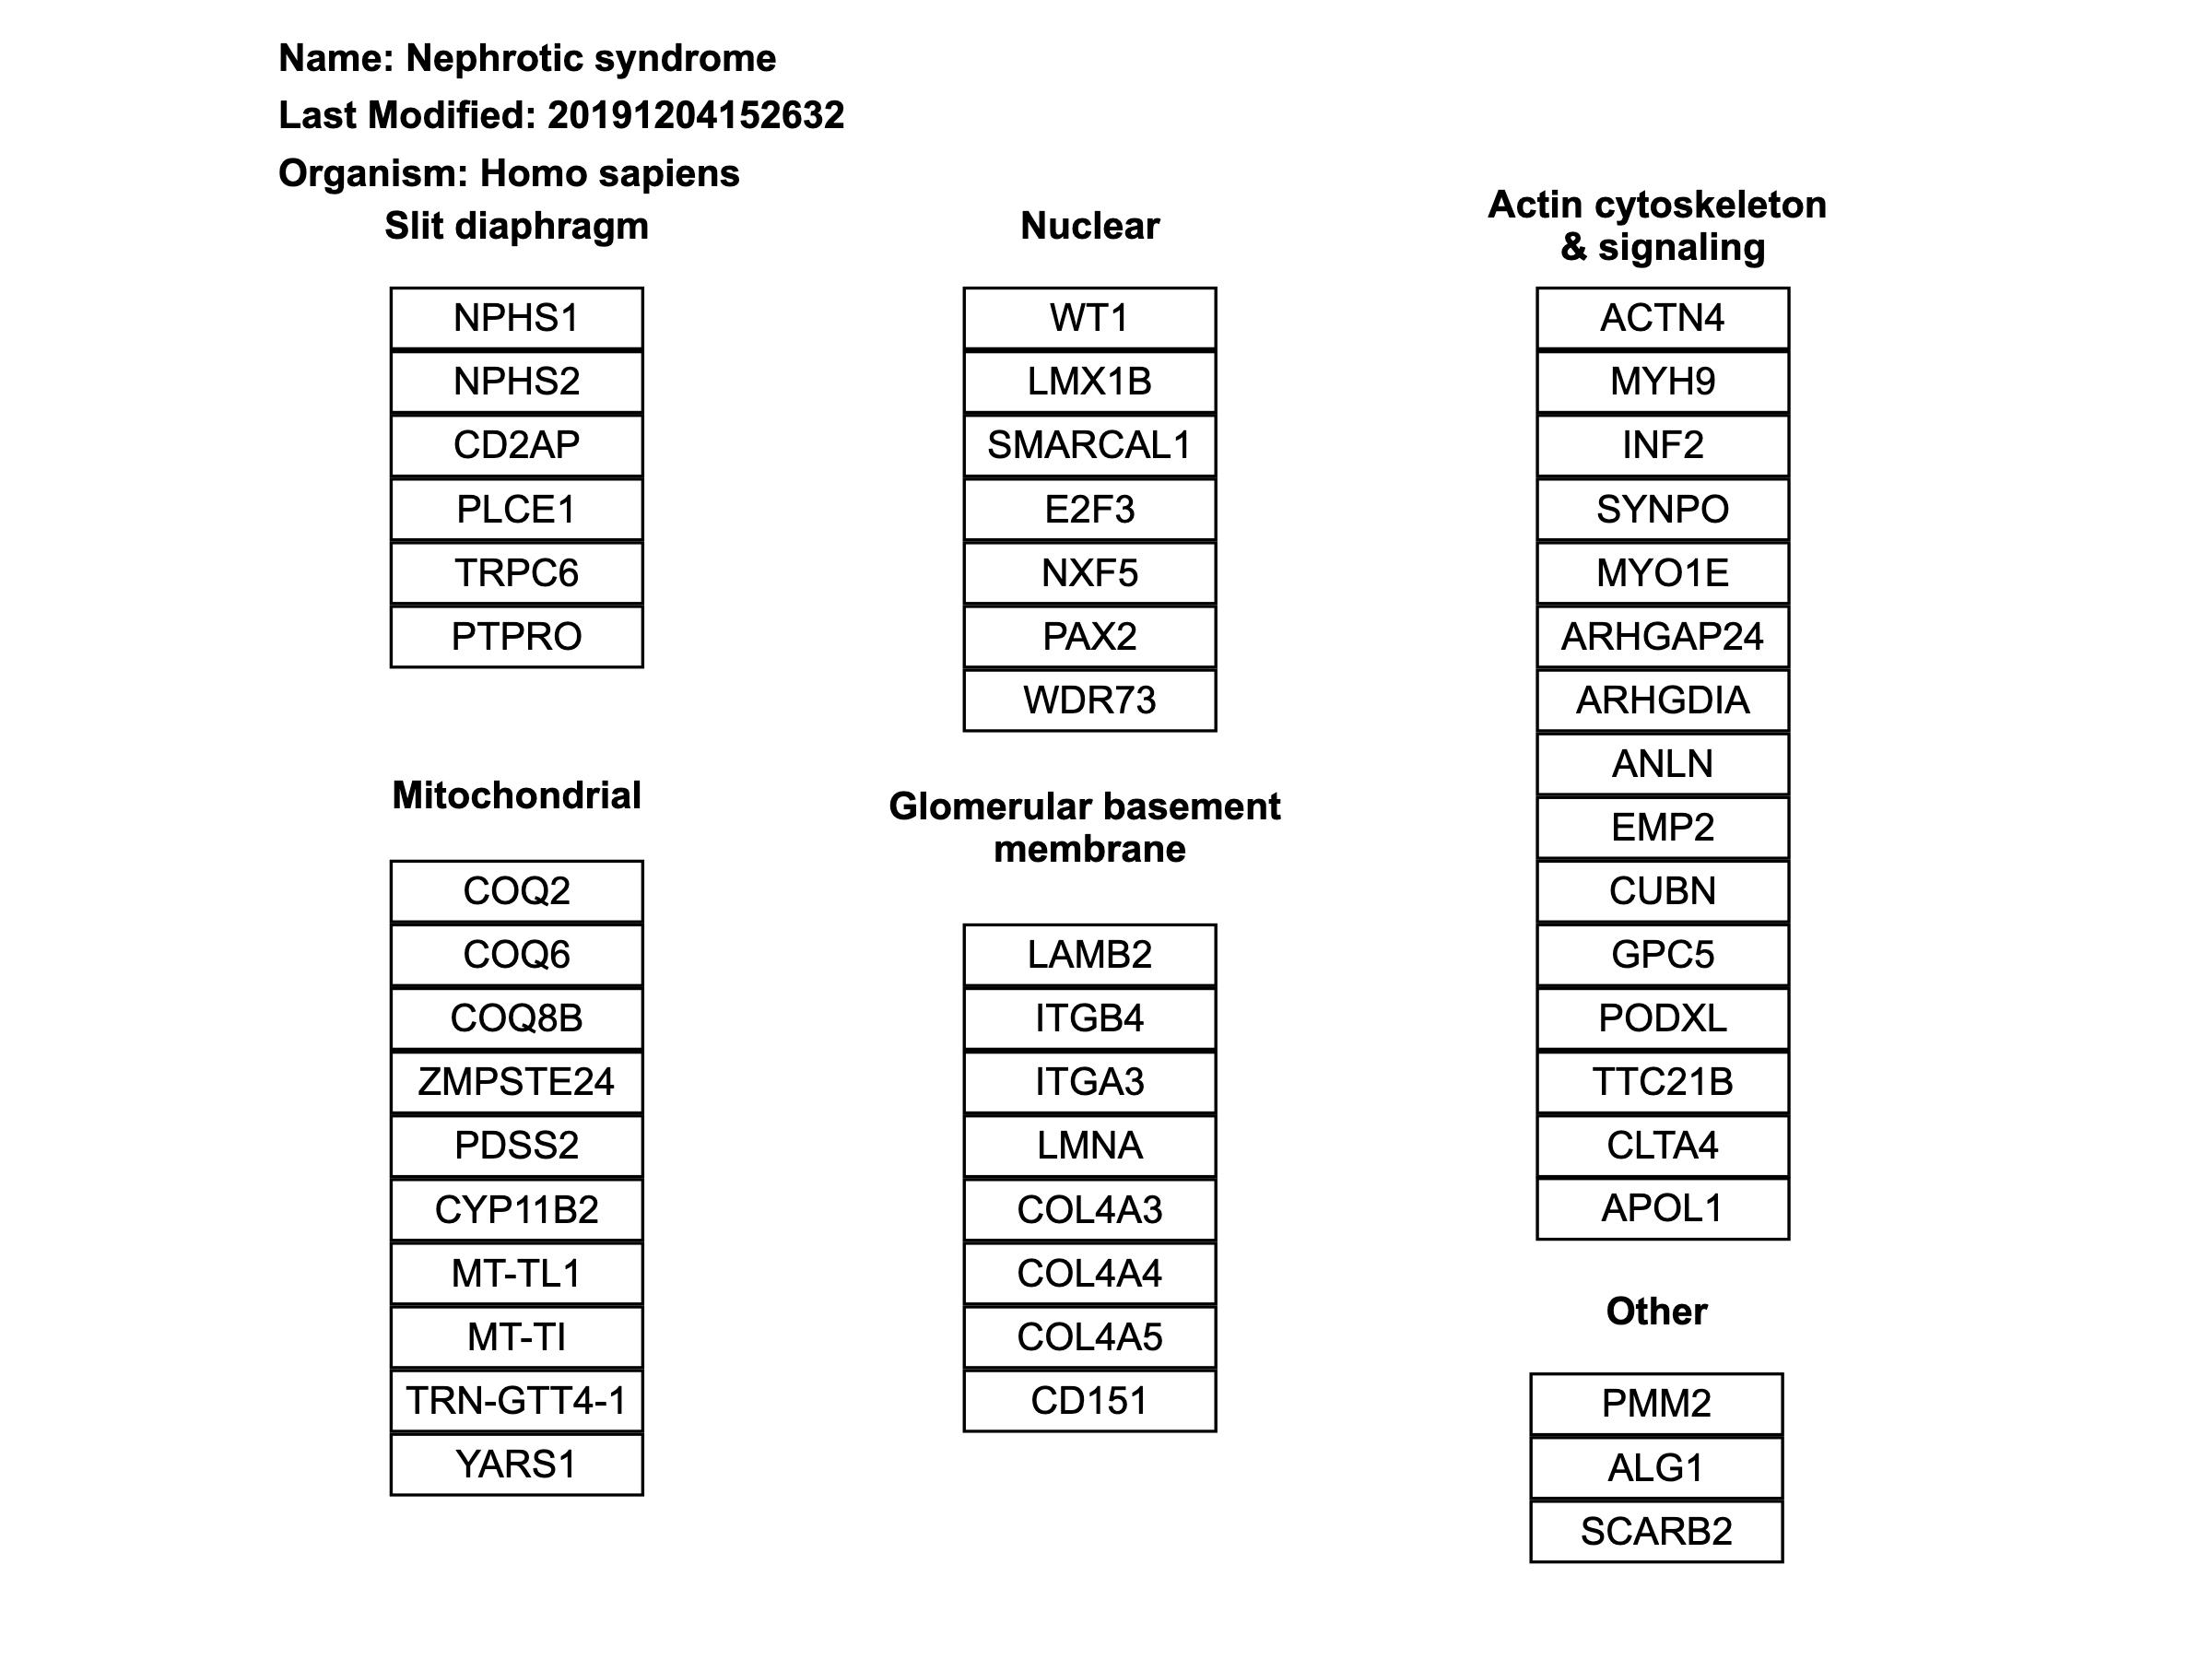 Name: Nephrotic syndrome
Last Modified: 20191204152632
Organism: Homo sapiens
Slit diaphragm
NPHS1
NPHS2
CD2AP
PLCE1
TRPC6
PTPRO
Mitochondrial
COQ2
COQ6
COQ8B
ZMPSTE24
PDSS2
CYP11B2
MT-TL1
MT-TI
TRN-GTT4-1
YARS1
Nuclear
WT1
LMX1B
SMARCAL1
E2F3
NXF5
PAX2
WDR73
Glomerular basement
membrane
LAMB2
ITGB4
ITGA3
LMNA
COL4A3
COL4A4
COL4A5
CD151
Actin cytoskeleton
& signaling
ACTN4
MYH9
INF2
SYNPO
MYO1E
ARHGAP24
ARHGDIA
ANLN
EMP2
CUBN
GPC5
PODXL
TTC21B
CLTA4
APOL1
Other
PMM2
ALG1
SCARB2